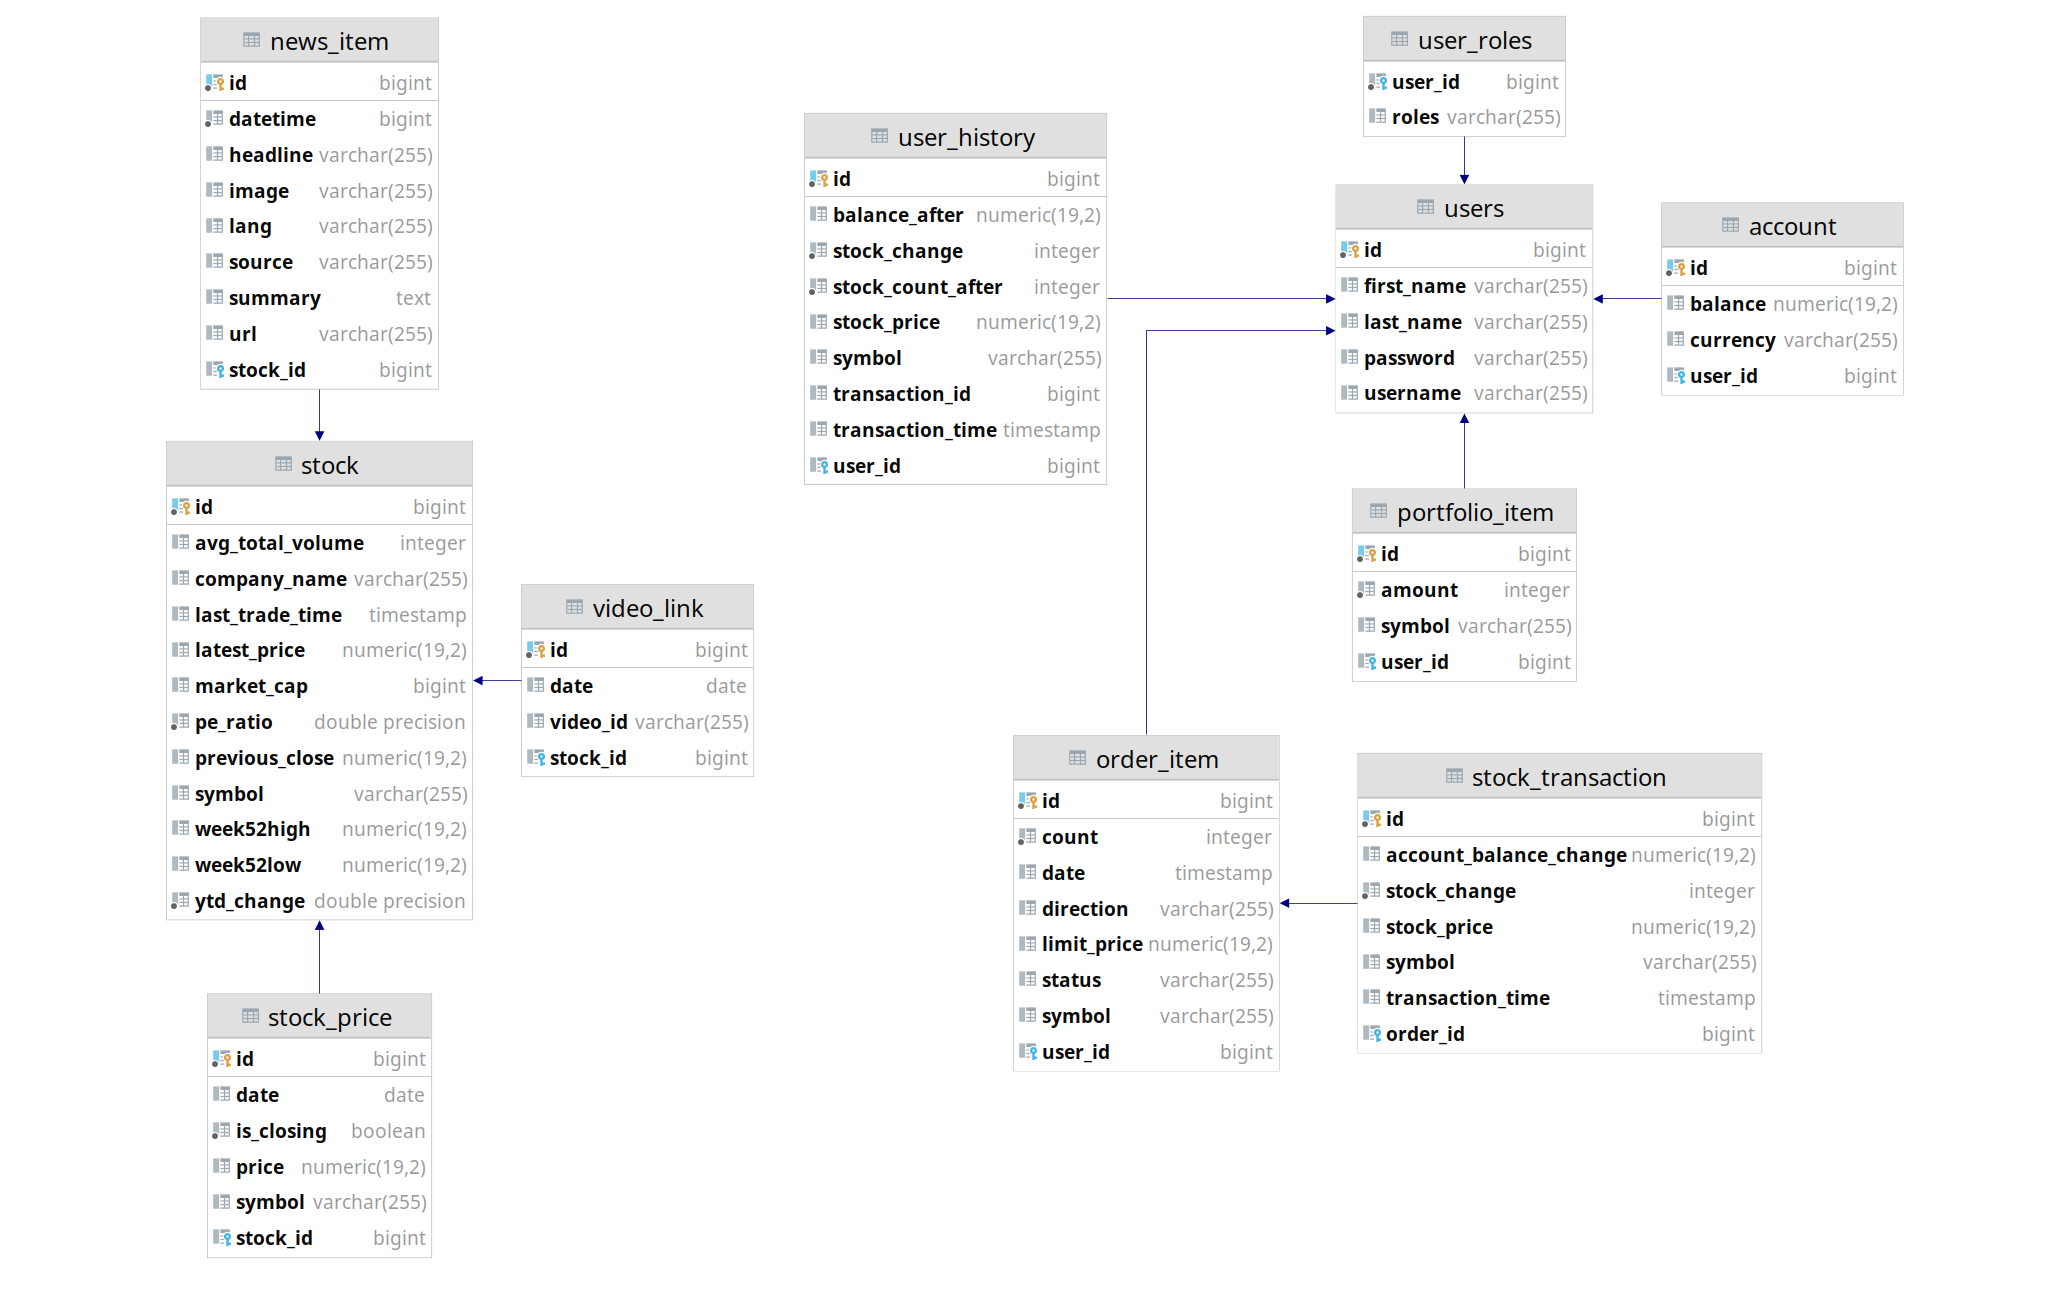 news_item
id bigint
datetime bigint
headline varchar(255)
image varchar(255)
lang varchar(255)
source varchar(255)
summary text
url varchar(255)
stock_id bigint
stock
id bigint
avg_total_volume integer
company_name varchar(255)
last_trade_time timestamp
latest_price numeric(19,2)
market_cap bigint
pe_ratio double precision
previous_close numeric(19,2)
symbol varchar(255)
week52high numeric(19,2)
week52low numeric(19,2)
ytd_change double precision
video_link
id bigint
date date
video_id varchar(255)
stock_id bigint
stock_price
id bigint
date date
is_closing boolean
price numeric(19,2)
symbol varchar(255)
stock_id bigint
user_history
id bigint
balance_after numeric(19,2)
stock_change integer
stock_count_after integer
stock_price numeric(19,2)
symbol varchar(255)
transaction_id bigint
transaction_time timestamp
user_id bigint
user_roles
user_id bigint
roles varchar(255)
users
id bigint
first_name varchar(255)
last_name varchar(255)
password varchar(255)
username varchar(255)
account
id bigint
balance numeric(19,2)
currency varchar(255)
user_id bigint
portfolio_item
id bigint
amount integer
symbol varchar(255)
user_id bigint
order_item
id bigint
count integer
date timestamp
direction varchar(255)
limit_price numeric(19,2)
status varchar(255)
symbol varchar(255)
user_id bigint
stock_transaction
id bigint
account_balance_change numeric(19,2)
stock_change integer
stock_price numeric(19,2)
symbol varchar(255)
transaction_time timestamp
order_id bigint